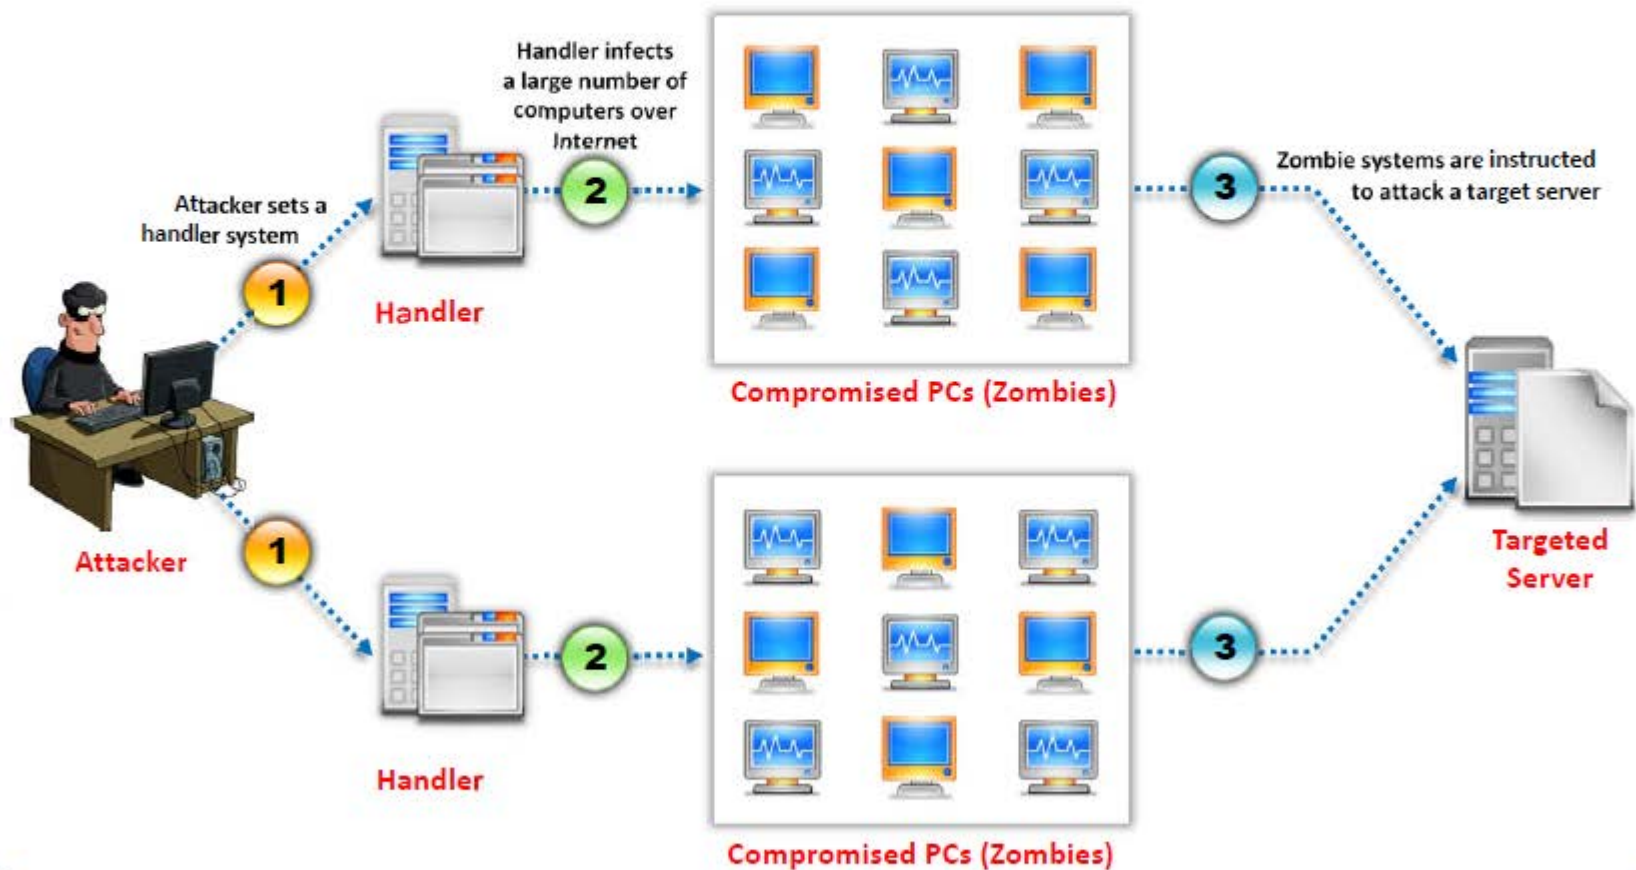 Handler infects
a large number of
computers over
Internet
2
3
Zombie systems are instructed
to attack a target server
Attacker sets a
handler system
1
Handler
Compromised PCs (Zombies)
Attacker
1
Targeted
Server
2
3
Handler
Compromised PCs (Zombies)